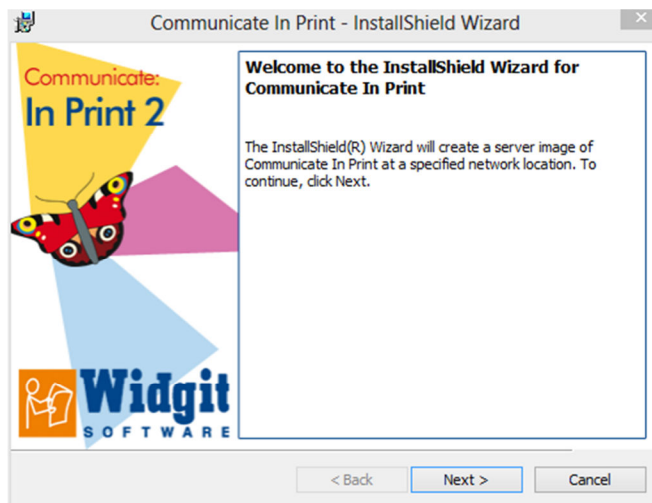 Communicate In Print - InstallShield Wizard
Communicate:
In Print 2
Welcome to the InstallShield Wizard for
Communicate In Print
The InstallShield(R) Wizard will create a server image of
Communicate In Print at a specified network location. To
continue, click Next.
Widgit
SOFTWARE
< Back
Next >
Cancel